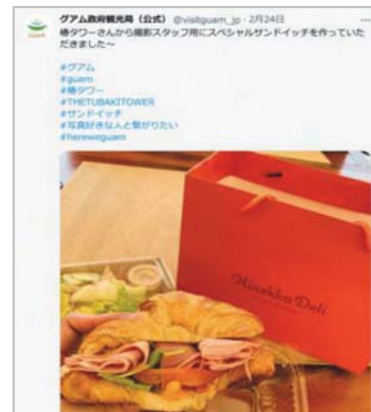 グアム政府観光局（公式） @visitguam_jp · 2月24日
椿タワーさんから撮影スタッフ用にスペシャルサンドイッチを作っていた
だきました～
#グアム
#guam
#椿タワー
#THETUBAKITOWER
#サンドイッチ
#写真好きな人と繋がりたい
#hereweguam
Hinekka Deli